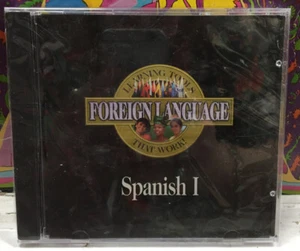 LEARNING TOOLS
FOREIGN LANGUAGE
THAT WORK!
Spanish I